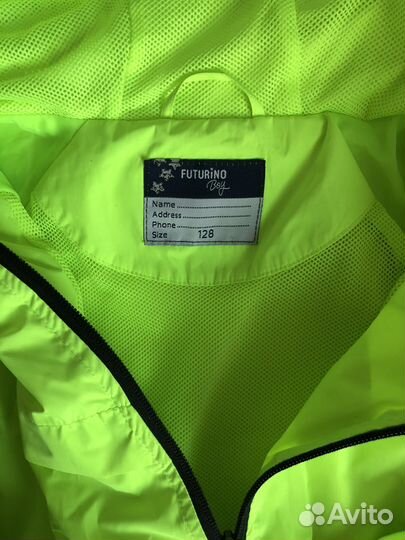 FUTURiNO
Boy
Name
Address
Phone
Size 128
Avito